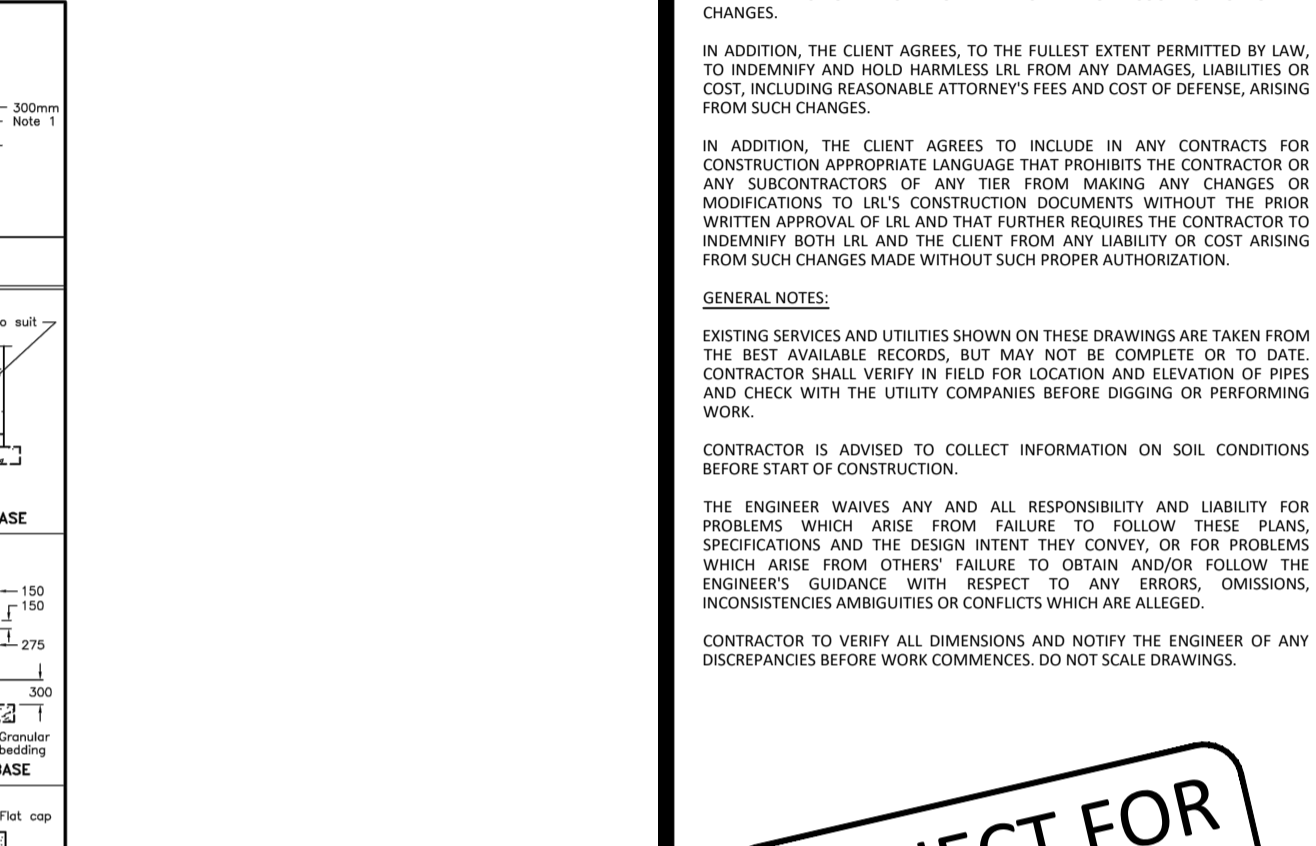 300mm
Note 1
o suit
ASE
150
150
275
300
Granular
bedding
BASE
Flat cap
CHANGES.
IN ADDITION, THE CLIENT AGREES, TO THE FULLEST EXTENT PERMITTED BY LAW,
TO INDEMNIFY AND HOLD HARMLESS LRL FROM ANY DAMAGES, LIABILITIES OR
COST, INCLUDING REASONABLE ATTORNEY'S FEES AND COST OF DEFENSE, ARISING
FROM SUCH CHANGES.
IN ADDITION, THE CLIENT AGREES TO INCLUDE IN ANY CONTRACTS FOR
CONSTRUCTION APPROPRIATE LANGUAGE THAT PROHIBITS THE CONTRACTOR OR
ANY SUBCONTRACTORS OF ANY TIER FROM MAKING ANY CHANGES OR
MODIFICATIONS TO LRL'S CONSTRUCTION DOCUMENTS WITHOUT THE PRIOR
WRITTEN APPROVAL OF LRL AND THAT FURTHER REQUIRES THE CONTRACTOR TO
INDEMNIFY BOTH LRL AND THE CLIENT FROM ANY LIABILITY OR COST ARISING
FROM SUCH CHANGES MADE WITHOUT SUCH PROPER AUTHORIZATION.
GENERAL NOTES:
EXISTING SERVICES AND UTILITIES SHOWN ON THESE DRAWINGS ARE TAKEN FROM
THE BEST AVAILABLE RECORDS, BUT MAY NOT BE COMPLETE OR TO DATE.
CONTRACTOR SHALL VERIFY IN FIELD FOR LOCATION AND ELEVATION OF PIPES
AND CHECK WITH THE UTILITY COMPANIES BEFORE DIGGING OR PERFORMING
WORK.
CONTRACTOR IS ADVISED TO COLLECT INFORMATION ON SOIL CONDITIONS
BEFORE START OF CONSTRUCTION.
THE ENGINEER WAIVES ANY AND ALL RESPONSIBILITY AND LIABILITY FOR
PROBLEMS WHICH ARISE FROM FAILURE TO FOLLOW THESE PLANS,
SPECIFICATIONS AND THE DESIGN INTENT THEY CONVEY, OR FOR PROBLEMS
WHICH ARISE FROM OTHERS' FAILURE TO OBTAIN AND/OR FOLLOW THE
ENGINEER'S GUIDANCE WITH RESPECT TO ANY ERRORS, OMISSIONS,
INCONSISTENCIES AMBIGUITIES OR CONFLICTS WHICH ARE ALLEGED.
CONTRACTOR TO VERIFY ALL DIMENSIONS AND NOTIFY THE ENGINEER OF ANY
DISCREPANCIES BEFORE WORK COMMENCES. DO NOT SCALE DRAWINGS.
FOR